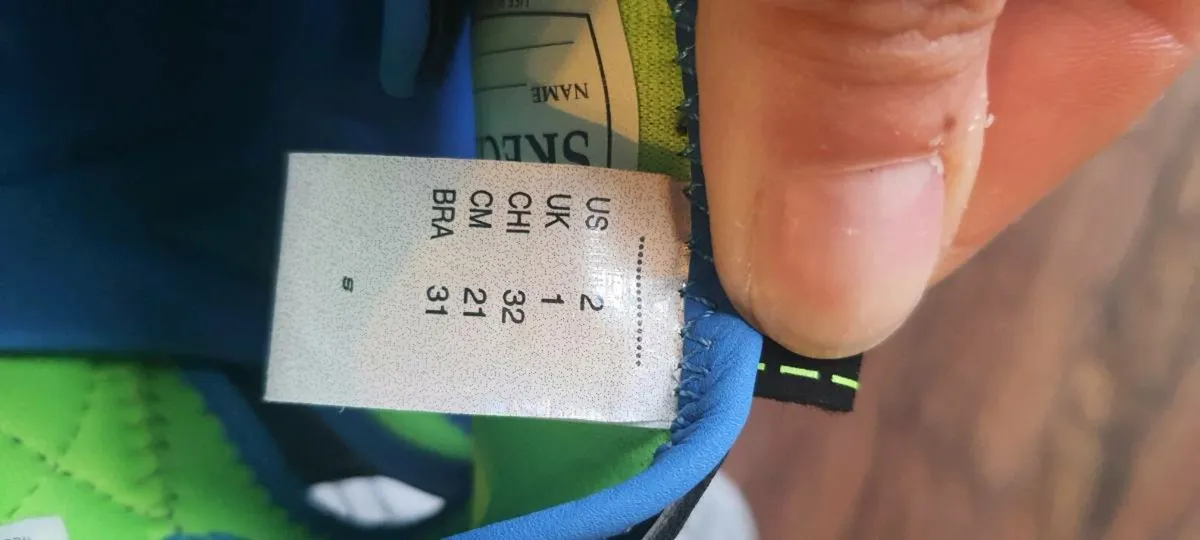 US 2
UK 1
CHI 32
CM 21
BRA 31
s
NAME